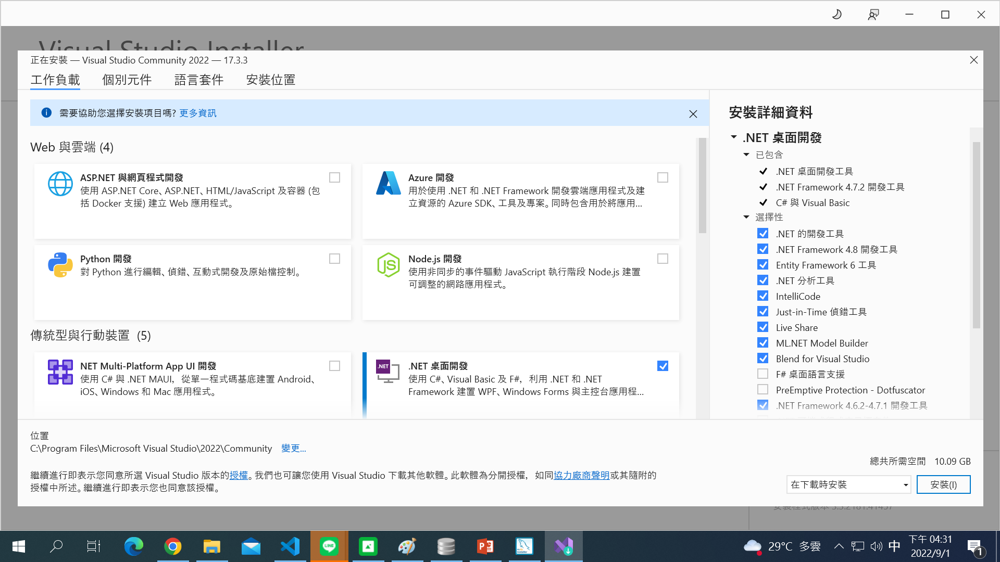 Visual Studio Installer
正在安裝 — Visual Studio Community 2022 — 17.3.3
工作負載 個別元件 語言套件 安裝位置
需要協助您選擇安裝項目嗎? 更多資訊
Web 與雲端 (4)
ASP.NET 與網頁程式開發
使用 ASP.NET Core、ASP.NET、HTML/JavaScript 及容器 (包
括 Docker 支援) 建立 Web 應用程式。
Azure 開發
用於使用 .NET 和 .NET Framework 開發雲端應用程式及建
立資源的 Azure SDK、工具及專案。同時包含用於將應用...
Python 開發
對 Python 進行編輯、偵錯、互動式開發及原始檔控制。
Node.js 開發
使用非同步的事件驅動 JavaScript 執行階段 Node.js 建置
可調整的網路應用程式。
傳統型與行動裝置 (5)
NET Multi-Platform App UI 開發
使用 C# 與 .NET MAUI，從單一程式碼基底建置 Android、
iOS、Windows 和 Mac 應用程式。
.NET
.NET 桌面開發
使用 C#、Visual Basic 及 F#，利用 .NET 和 .NET
Framework 建置 WPF、Windows Forms 與主控台應用程...
安裝詳細資料
.NET 桌面開發
已包含
.NET 桌面開發工具
.NET Framework 4.7.2 開發工具
C# 與 Visual Basic
選擇性
.NET 的開發工具
.NET Framework 4.8 開發工具
Entity Framework 6 工具
.NET 分析工具
IntelliCode
Just-in-Time 偵錯工具
Live Share
ML.NET Model Builder
Blend for Visual Studio
F# 桌面語言支援
PreEmptive Protection - Dotfuscator
.NET Framework 4.6.2-4.7.1 開發工具
位置
C:\Program Files\Microsoft Visual Studio\2022\Community 變更...
繼續進行即表示您同意所選 Visual Studio 版本的授權。我們也可讓您使用 Visual Studio 下載其他軟體。此軟體為分開授權，如同協力廠商聲明或其隨附的
授權中所述。繼續進行即表示您也同意該授權。
總共所需空間 10.09 GB
在下載時安裝 安裝(I)
安裝程式版本 3.3.2181.41457
LINE
29°C 多雲 中 下午 04:31
2022/9/1
1